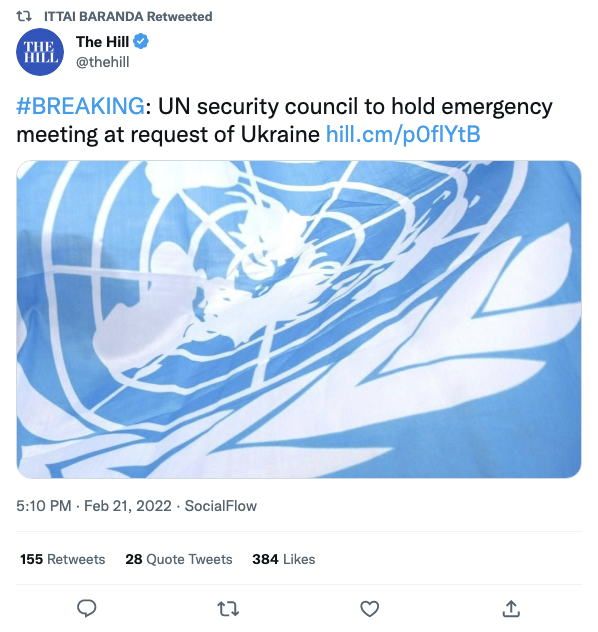 ITTAI BARANDA Retweeted
THE
HILL
The Hill
@thehill
#BREAKING: UN security council to hold emergency
meeting at request of Ukraine hill.cm/p0flYtB
5:10 PM · Feb 21, 2022 · SocialFlow
155 Retweets 28 Quote Tweets 384 Likes